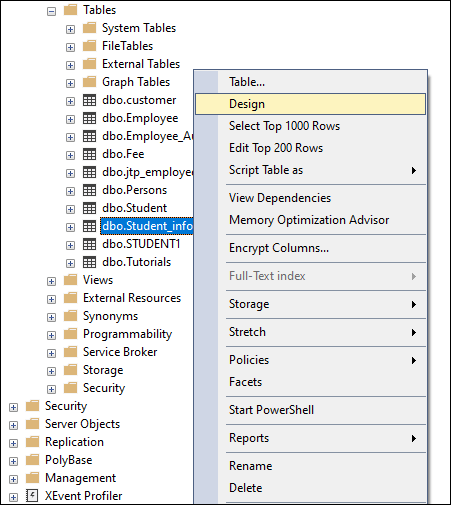 Tables
System Tables
FileTables
External Tables
Graph Tables
dbo.customer
dbo.Employee
dbo.Employee_Au
dbo.Fee
dbo.jtp_employee
dbo.Persons
dbo.Student
dbo.Student_info
dbo.STUDENT1
dbo.Tutorials
Views
External Resources
Synonyms
Programmability
Service Broker
Storage
Security
Security
Server Objects
Replication
PolyBase
Management
XEvent Profiler
Table...
Design
Select Top 1000 Rows
Edit Top 200 Rows
Script Table as
View Dependencies
Memory Optimization Advisor
Encrypt Columns...
Full-Text index
Storage
Stretch
Policies
Facets
Start PowerShell
Reports
Rename
Delete